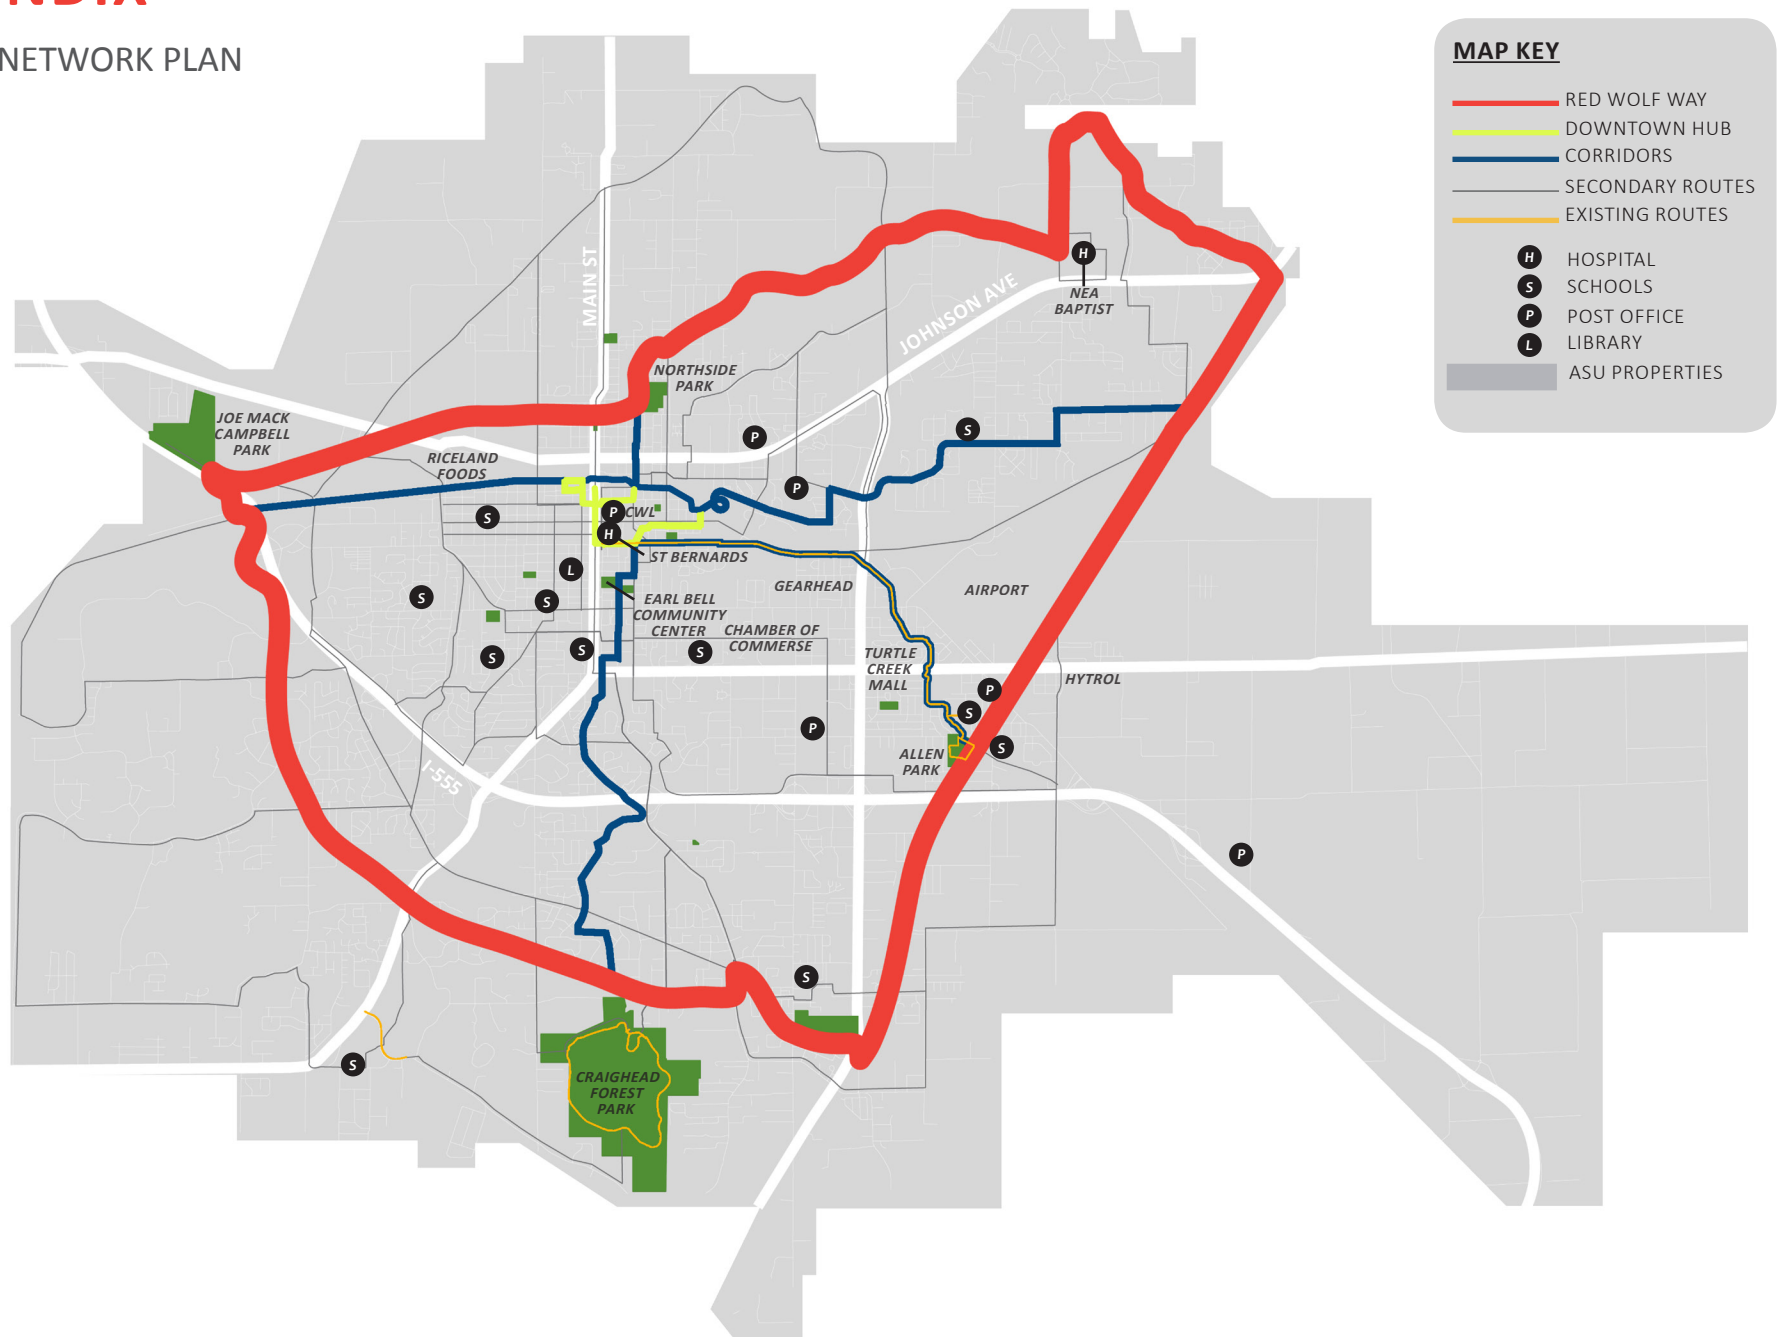 NDIX
NETWORK PLAN
MAP KEY
RED WOLF WAY
DOWNTOWN HUB
CORRIDORS
SECONDARY ROUTES
EXISTING ROUTES
H HOSPITAL
S SCHOOLS
P POST OFFICE
L LIBRARY
ASU PROPERTIES
MAIN ST
JOHNSON AVE
H
NEA
BAPTIST
NORTHSIDE
PARK
JOE MACK
CAMPBELL
PARK
RICELAND
FOODS
P
S
P
S
P
CWL
H
ST BERNARDS
L
GEARHEAD
AIRPORT
S
S
EARL BELL
COMMUNITY
CENTER
CHAMBER OF
COMMERSE
S
S
S
TURTLE
CREEK
MALL
HYTROL
P
S
P
S
ALLEN
PARK
I-555
P
S
S
CRAIGHEAD
FOREST
PARK